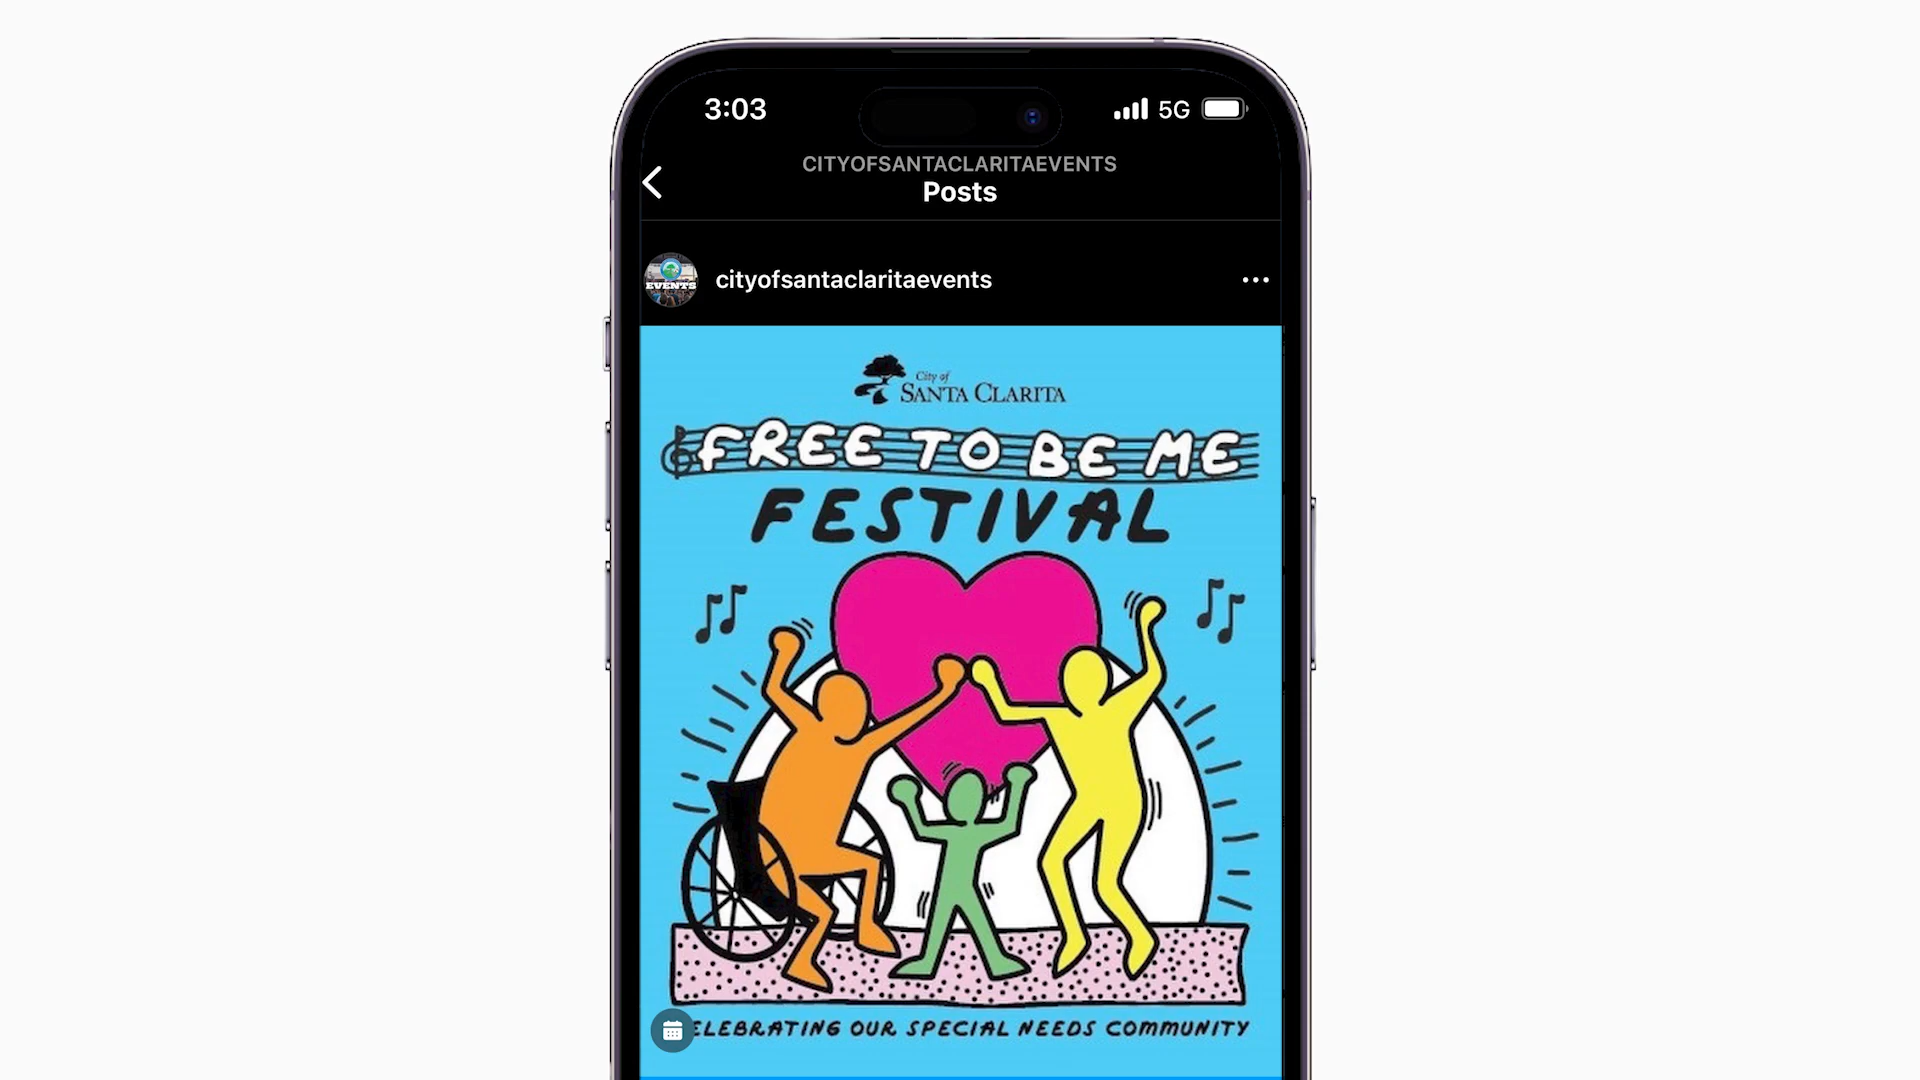 3:03 5G
CITYOFSANTACLARITAEVENTS
Posts
EVENTS
cityofsantaclaritaevents
City of
SANTA CLARITA
FREE TO BE ME
FESTIVAL
ELEBRATING OUR SPECIAL NEEDS COMMUNITY